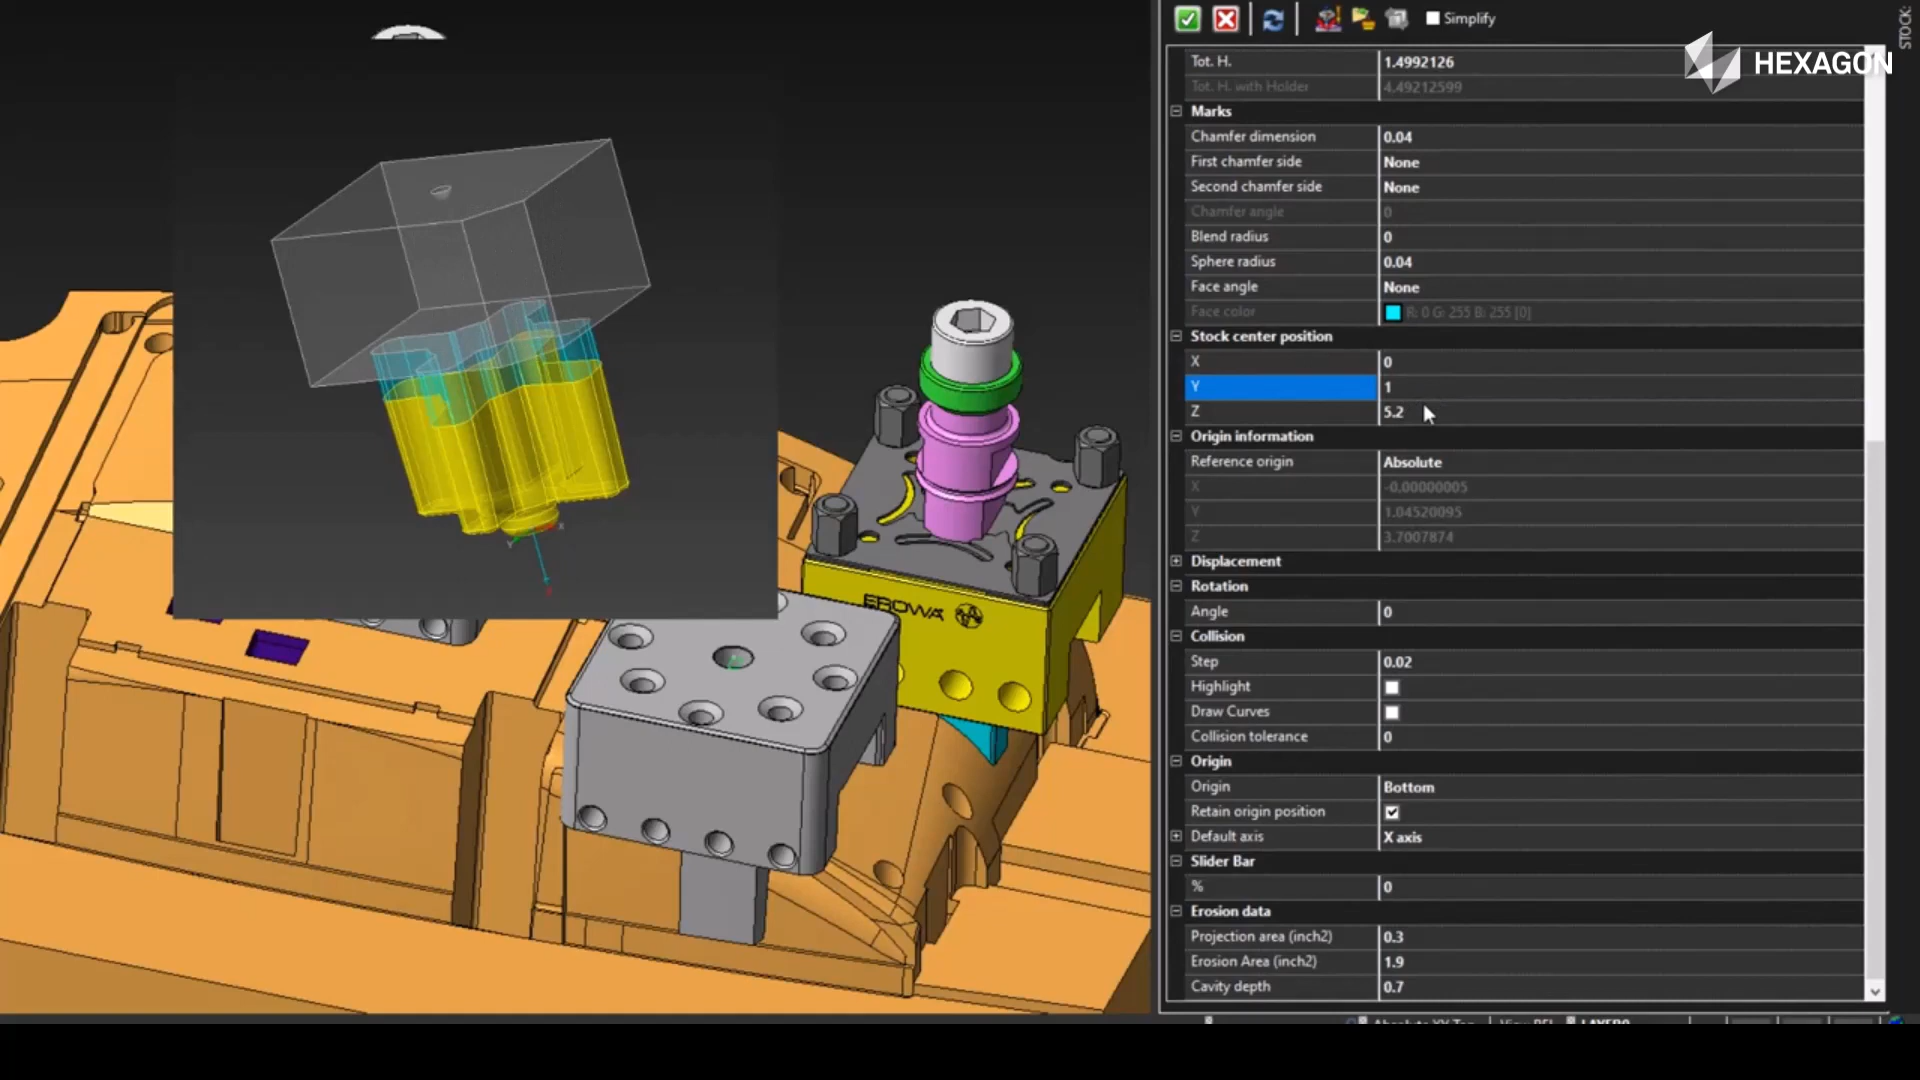 Simplify
STOCK:
HEXAGON
Tot. H. 1.4992126
Tot. H. with Holder 4.49212599
Marks
Chamfer dimension 0.04
First chamfer side None
Second chamfer side None
Chamfer angle 0
Blend radius 0
Sphere radius 0.04
Face angle None
Face color R: 0 G: 255 B: 255 [0]
Stock center position
X 0
Y 1
Z 5.2
Origin information
Reference origin Absolute
X -0.00000005
Y 1.04520095
Z 3.7007874
Displacement
Rotation
Angle 0
Collision
Step 0.02
Highlight
Draw Curves
Collision tolerance 0
Origin
Origin Bottom
Retain origin position
Default axis X axis
Slider Bar
% 0
Erosion data
Projection area (inch2) 0.3
Erosion Area (inch2) 1.9
Cavity depth 0.7
EROWA
X
Y